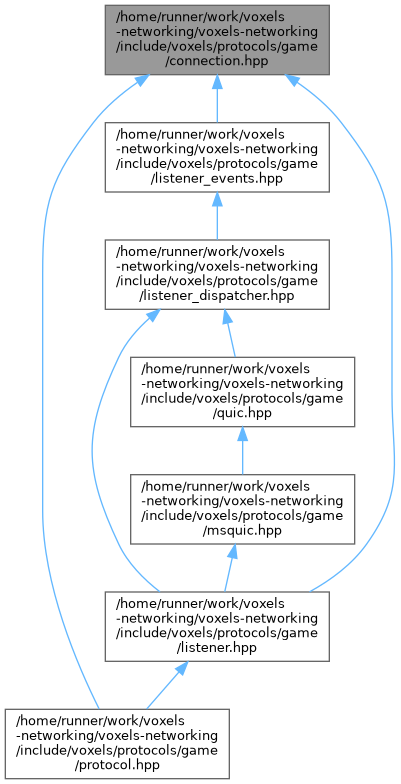 /home/runner/work/voxels
-networking/voxels-networking
/include/voxels/protocols/game
/connection.hpp
/home/runner/work/voxels
-networking/voxels-networking
/include/voxels/protocols/game
/listener_events.hpp
/home/runner/work/voxels
-networking/voxels-networking
/include/voxels/protocols/game
/listener_dispatcher.hpp
/home/runner/work/voxels
-networking/voxels-networking
/include/voxels/protocols/game
/quic.hpp
/home/runner/work/voxels
-networking/voxels-networking
/include/voxels/protocols/game
/msquic.hpp
/home/runner/work/voxels
-networking/voxels-networking
/include/voxels/protocols/game
/listener.hpp
/home/runner/work/voxels
-networking/voxels-networking
/include/voxels/protocols/game
/protocol.hpp